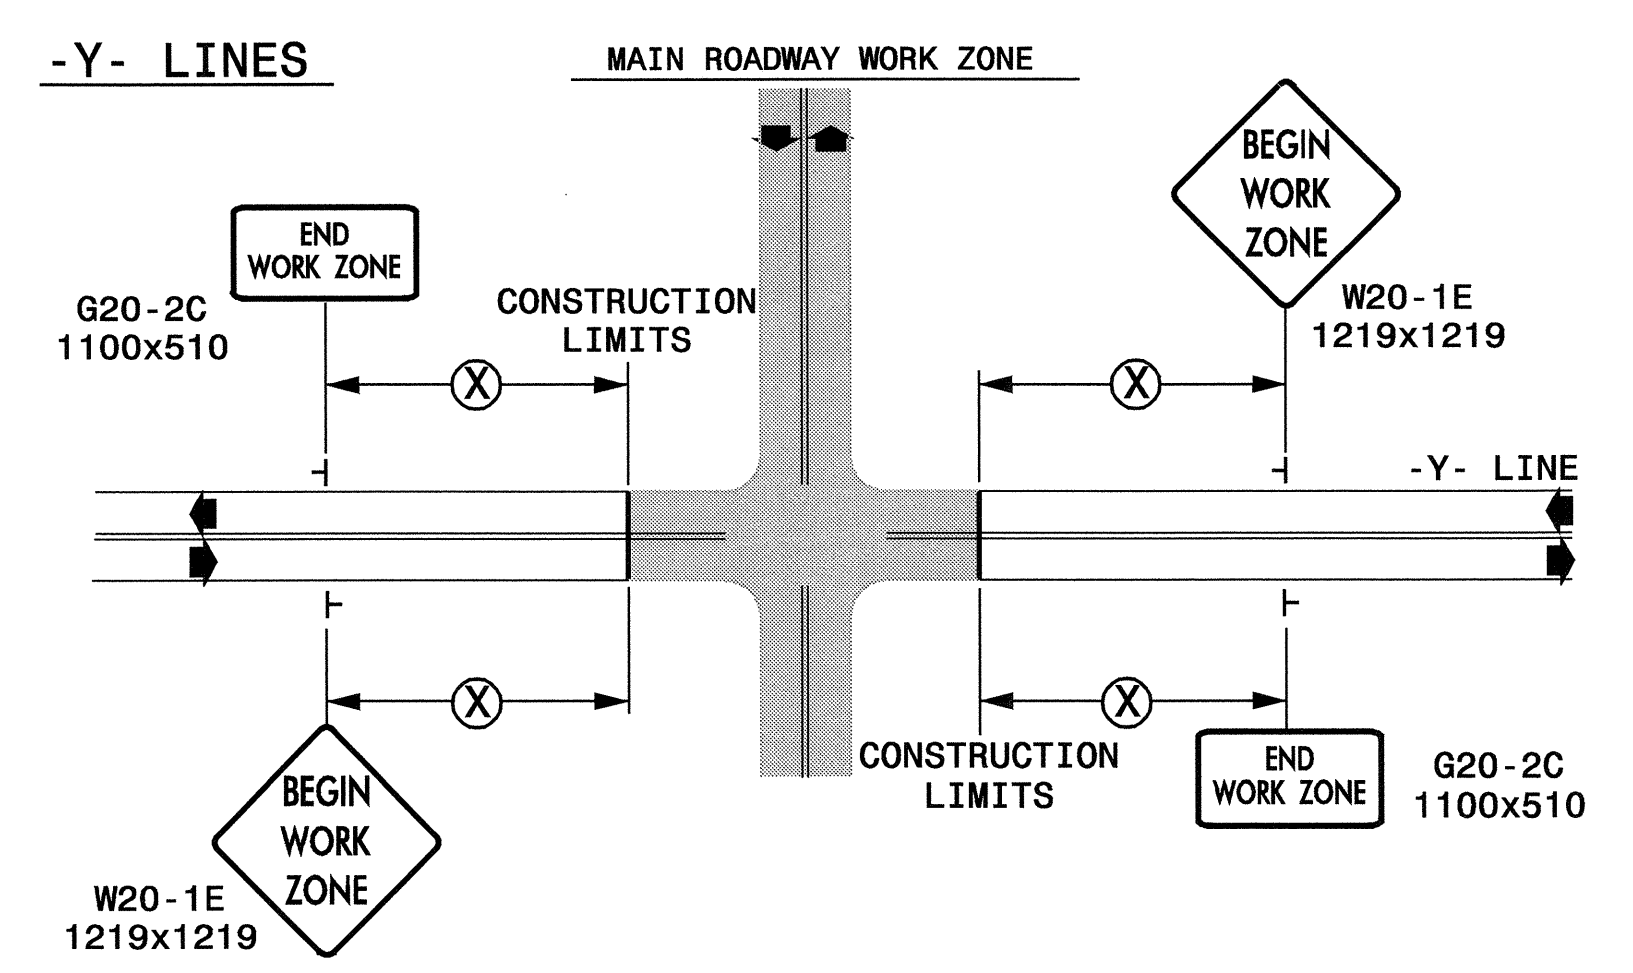 -Y- LINES
MAIN ROADWAY WORK ZONE
BEGIN
WORK
ZONE
W20-1E
1219x1219
END
WORK ZONE
G20-2C
1100x510
CONSTRUCTION
LIMITS
X
X
-Y- LINE
X
X
BEGIN
WORK
ZONE
W20-1E
1219x1219
CONSTRUCTION
LIMITS
END
WORK ZONE
G20-2C
1100x510